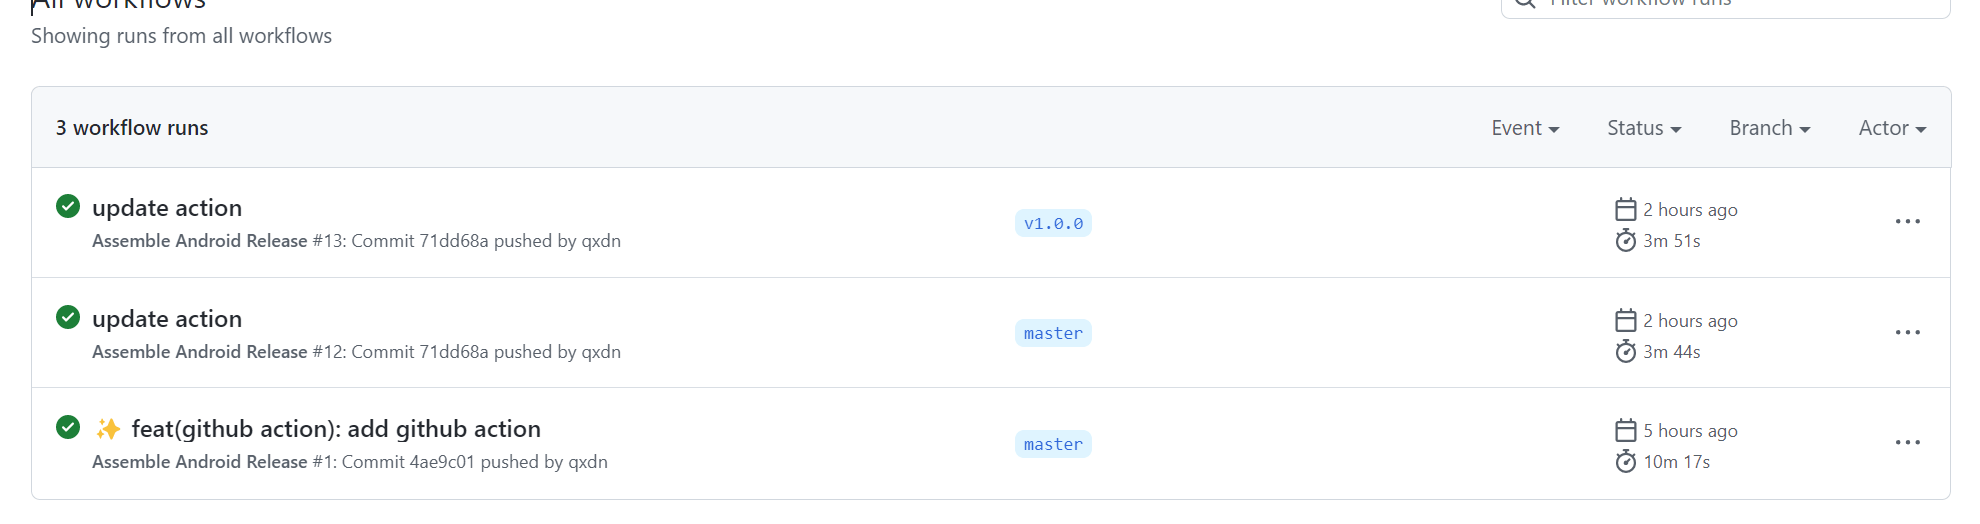 All workflows
Filter workflow runs
Showing runs from all workflows
3 workflow runs
Event
Status
Branch
Actor
update action
Assemble Android Release #13: Commit 71dd68a pushed by qxdn
v1.0.0
2 hours ago
3m 51s
update action
Assemble Android Release #12: Commit 71dd68a pushed by qxdn
master
2 hours ago
3m 44s
✨ feat(github action): add github action
Assemble Android Release #1: Commit 4ae9c01 pushed by qxdn
master
5 hours ago
10m 17s